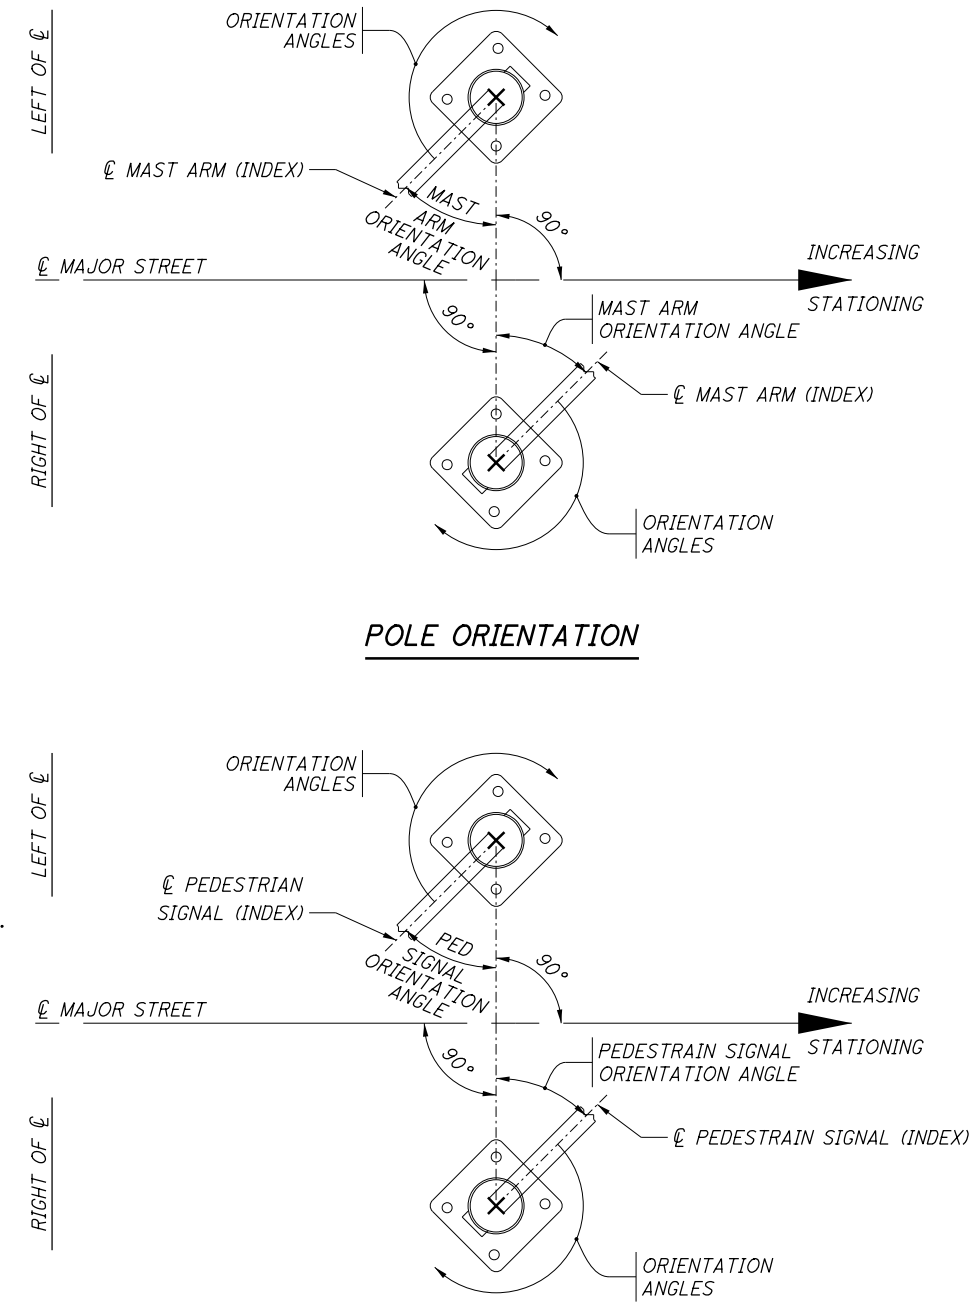 ORIENTATION
ANGLES
LEFT OF ℄
℄ MAST ARM (INDEX)
MAST
ARM
ORIENTATION
ANGLE
90°
INCREASING
℄ MAJOR STREET
STATIONING
90°
MAST ARM
ORIENTATION ANGLE
℄ MAST ARM (INDEX)
RIGHT OF ℄
ORIENTATION
ANGLES
POLE ORIENTATION
ORIENTATION
ANGLES
LEFT OF ℄
℄ PEDESTRIAN
SIGNAL (INDEX)
PED
SIGNAL
ORIENTATION
ANGLE
90°
INCREASING
℄ MAJOR STREET
STATIONING
90°
PEDESTRAIN SIGNAL
ORIENTATION ANGLE
℄ PEDESTRAIN SIGNAL (INDEX)
RIGHT OF ℄
ORIENTATION
ANGLES